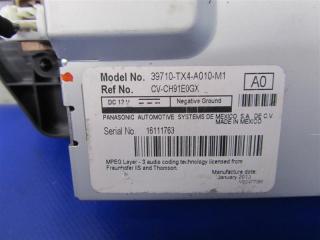 Model No. 39710-TX4-A010-M1
Ref No. CV-CH91E0GX
A0
DC 12 V
Negative Ground
PANASONIC AUTOMOTIVE SYSTEMS DE MEXICO S.A. DE C.V.
MADE IN MEXICO
Serial No. 16111763
MPEG Layer - 3 audio coding technology licensed from
Fraunhofer IIS and Thomson.
Manufacture date:
January 2013